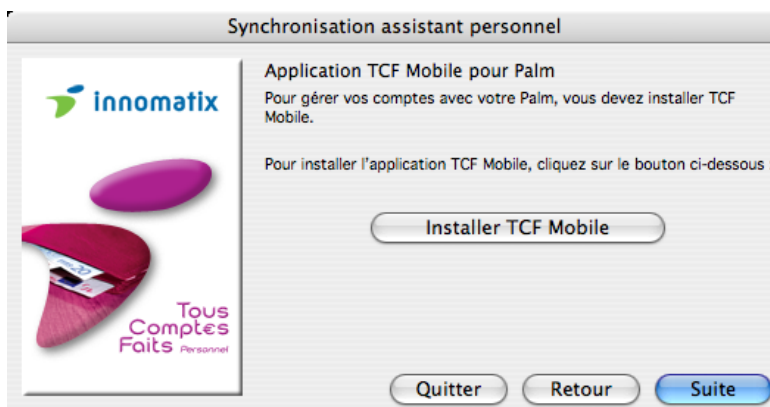 Synchronisation assistant personnel
innomatix
Tous
Comptes
Faits Personnel
Application TCF Mobile pour Palm
Pour gérer vos comptes avec votre Palm, vous devez installer TCF
Mobile.
Pour installer l'application TCF Mobile, cliquez sur le bouton ci-dessous :
Installer TCF Mobile
Quitter
Retour
Suite